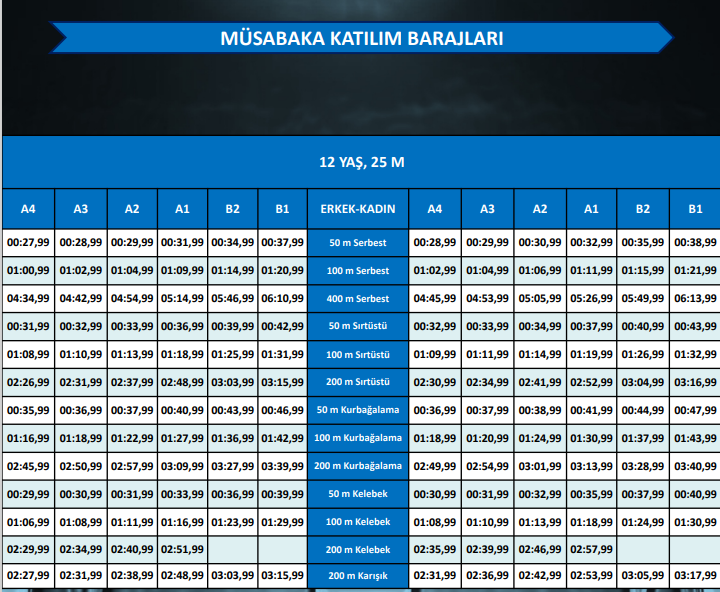 MÜSABAKA KATILIM BARAJLARI
12 YAŞ, 25 M
A4 A3 A2 A1 B2 B1 ERKEK-KADIN A4 A3 A2 A1 B2 B1
00:27,99 00:28,99 00:29,99 00:31,99 00:34,99 00:37,99 50 m Serbest 00:28,99 00:29,99 00:30,99 00:32,99 00:35,99 00:38,99
01:00,99 01:02,99 01:04,99 01:09,99 01:14,99 01:20,99 100 m Serbest 01:02,99 01:04,99 01:06,99 01:11,99 01:15,99 01:21,99
04:34,99 04:42,99 04:54,99 05:14,99 05:46,99 06:10,99 400 m Serbest 04:45,99 04:53,99 05:05,99 05:26,99 05:49,99 06:13,99
00:31,99 00:32,99 00:33,99 00:36,99 00:39,99 00:42,99 50 m Sırtüstü 00:32,99 00:33,99 00:34,99 00:37,99 00:40,99 00:43,99
01:08,99 01:10,99 01:13,99 01:18,99 01:25,99 01:31,99 100 m Sırtüstü 01:09,99 01:11,99 01:14,99 01:19,99 01:26,99 01:32,99
02:26,99 02:31,99 02:37,99 02:48,99 03:03,99 03:15,99 200 m Sırtüstü 02:30,99 02:34,99 02:41,99 02:52,99 03:04,99 03:16,99
00:35,99 00:36,99 00:37,99 00:40,99 00:43,99 00:46,99 50 m Kurbağalama 00:36,99 00:37,99 00:38,99 00:41,99 00:44,99 00:47,99
01:16,99 01:18,99 01:22,99 01:27,99 01:36,99 01:42,99 100 m Kurbağalama 01:18,99 01:20,99 01:24,99 01:30,99 01:37,99 01:43,99
02:45,99 02:50,99 02:57,99 03:09,99 03:27,99 03:39,99 200 m Kurbağalama 02:49,99 02:54,99 03:01,99 03:13,99 03:28,99 03:40,99
00:29,99 00:30,99 00:31,99 00:33,99 00:36,99 00:39,99 50 m Kelebek 00:30,99 00:31,99 00:32,99 00:35,99 00:37,99 00:40,99
01:06,99 01:08,99 01:11,99 01:16,99 01:23,99 01:29,99 100 m Kelebek 01:08,99 01:10,99 01:13,99 01:18,99 01:24,99 01:30,99
02:29,99 02:34,99 02:40,99 02:51,99 200 m Kelebek 02:35,99 02:39,99 02:46,99 02:57,99
02:27,99 02:31,99 02:38,99 02:48,99 03:03,99 03:15,99 200 m Karışık 02:31,99 02:36,99 02:42,99 02:53,99 03:05,99 03:17,99